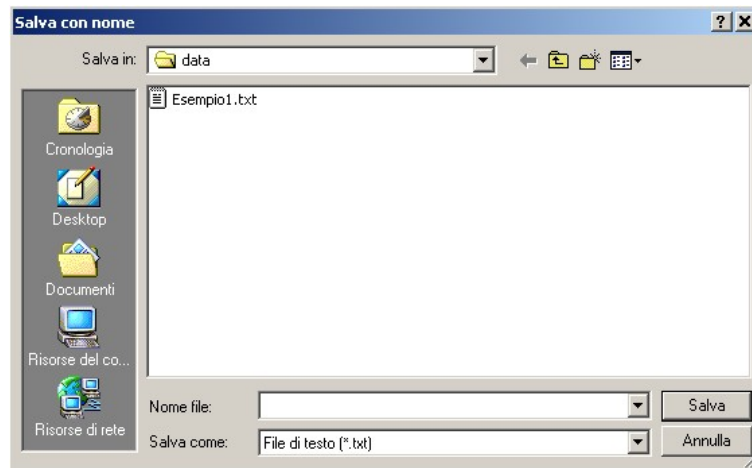 Salva con nome
Salva in: data
Esempio1.txt
Cronologia
Desktop
Documenti
Risorse del co...
Risorse di rete
Nome file: Salva
Salva come: File di testo (*.txt) Annulla